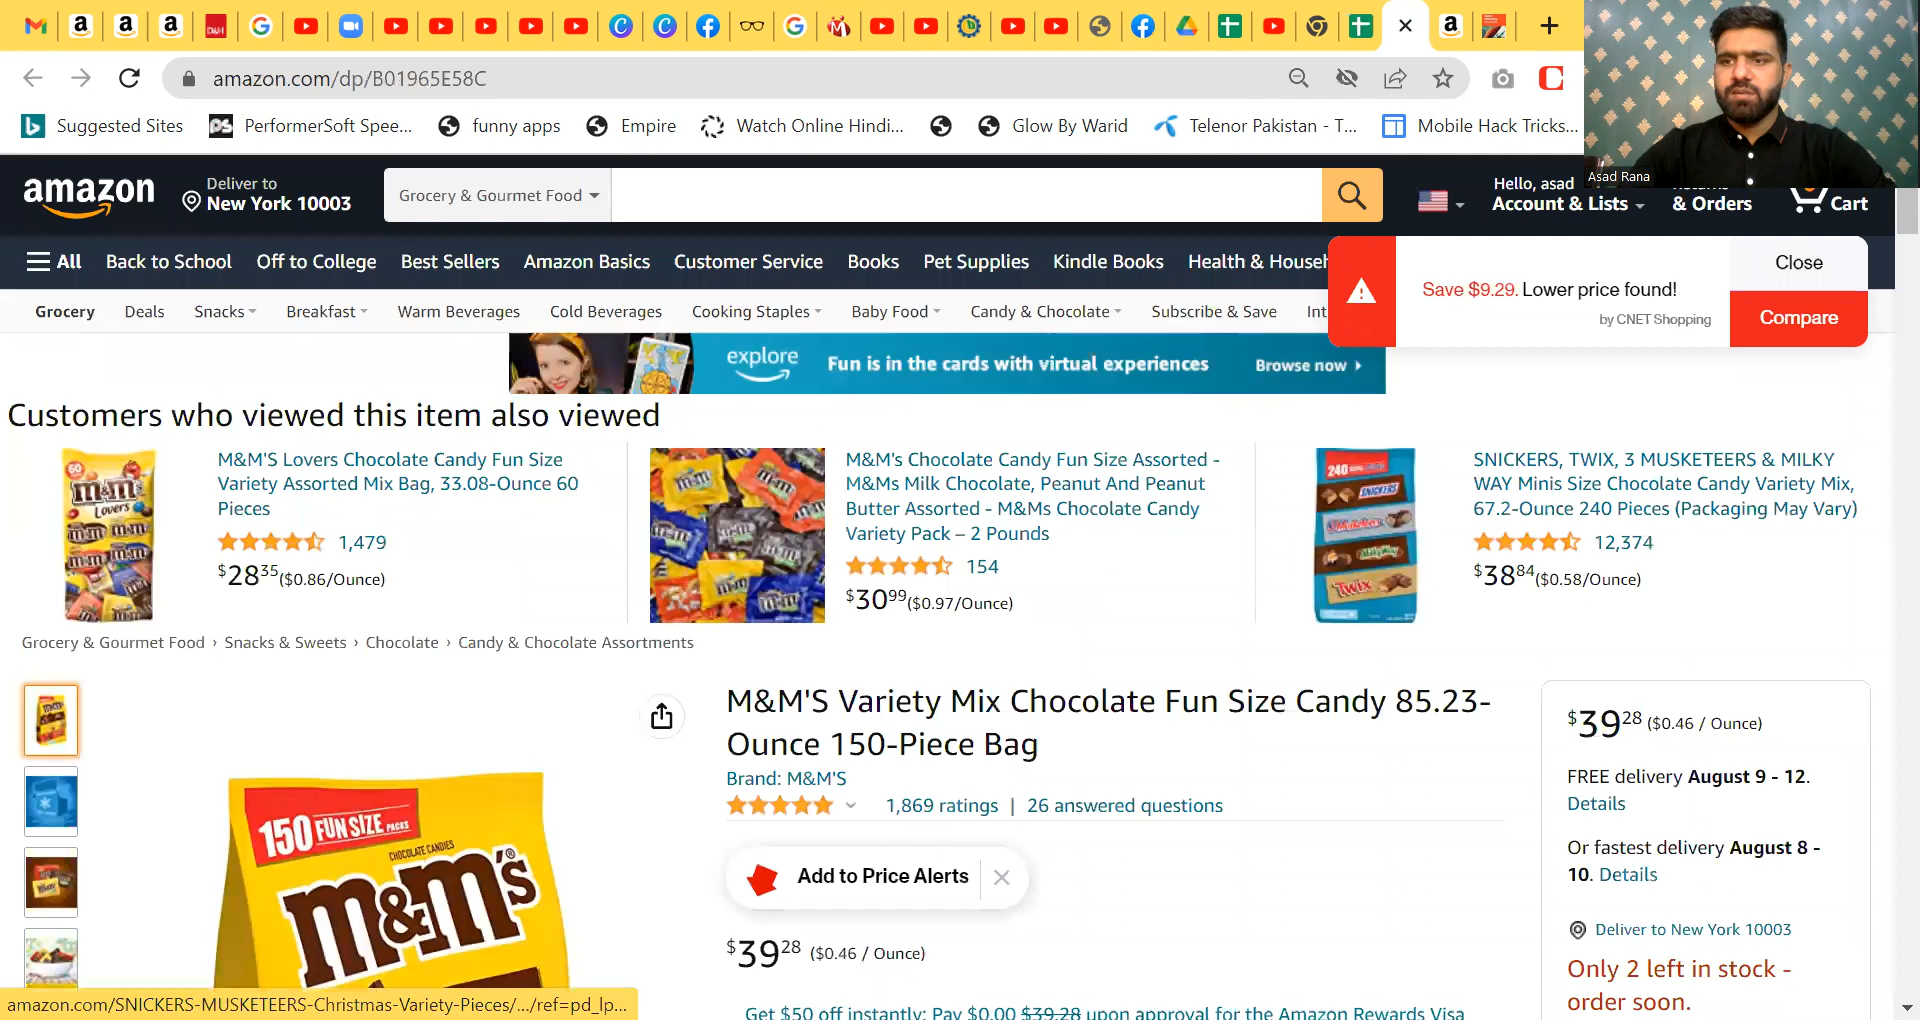 amazon.com/dp/B01965E58C
Suggested Sites
PerformerSoft Spee...
funny apps
Empire
Watch Online Hindi...
Glow By Warid
Telenor Pakistan - T...
Mobile Hack Tricks...
Asad Rana
amazon
Deliver to
New York 10003
Grocery & Gourmet Food
Hello, asad
Account & Lists
Returns
& Orders
Cart
All
Back to School
Off to College
Best Sellers
Amazon Basics
Customer Service
Books
Pet Supplies
Kindle Books
Health & Househ
Save $9.29. Lower price found!
by CNET Shopping
Close
Compare
Grocery
Deals
Snacks
Breakfast
Warm Beverages
Cold Beverages
Cooking Staples
Baby Food
Candy & Chocolate
Subscribe & Save
Int
explore
Fun is in the cards with virtual experiences
Browse now
Customers who viewed this item also viewed
M&M'S Lovers Chocolate Candy Fun Size
Variety Assorted Mix Bag, 33.08-Ounce 60
Pieces
1,479
$28.35($0.86/Ounce)
M&M's Chocolate Candy Fun Size Assorted -
M&Ms Milk Chocolate, Peanut And Peanut
Butter Assorted - M&Ms Chocolate Candy
Variety Pack – 2 Pounds
154
$30.99($0.97/Ounce)
240
SNICKERS
Twix
SNICKERS, TWIX, 3 MUSKETEERS & MILKY
WAY Minis Size Chocolate Candy Variety Mix,
67.2-Ounce 240 Pieces (Packaging May Vary)
12,374
$38.84($0.58/Ounce)
Grocery & Gourmet Food › Snacks & Sweets › Chocolate › Candy & Chocolate Assortments
150 FUN SIZE PACKS
CHOCOLATE CANDIES
m&m's®
M&M'S Variety Mix Chocolate Fun Size Candy 85.23-
Ounce 150-Piece Bag
Brand: M&M'S
1,869 ratings | 26 answered questions
Add to Price Alerts
$39.28 ($0.46 / Ounce)
Get $50 off instantly: Pay $0.00 $39.28 upon approval for the Amazon Rewards Visa
$39.28 ($0.46 / Ounce)
FREE delivery August 9 - 12.
Details
Or fastest delivery August 8 -
10. Details
Deliver to New York 10003
Only 2 left in stock -
order soon.
amazon.com/SNICKERS-MUSKETEERS-Christmas-Variety-Pieces/.../ref=pd_lp...